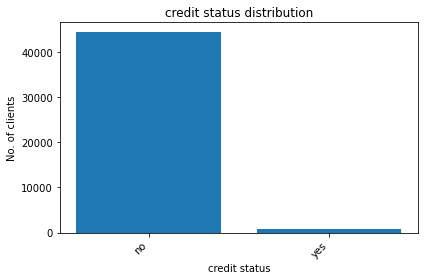 credit status distribution
No. of clients
40000
30000
20000
10000
0
no
yes
credit status